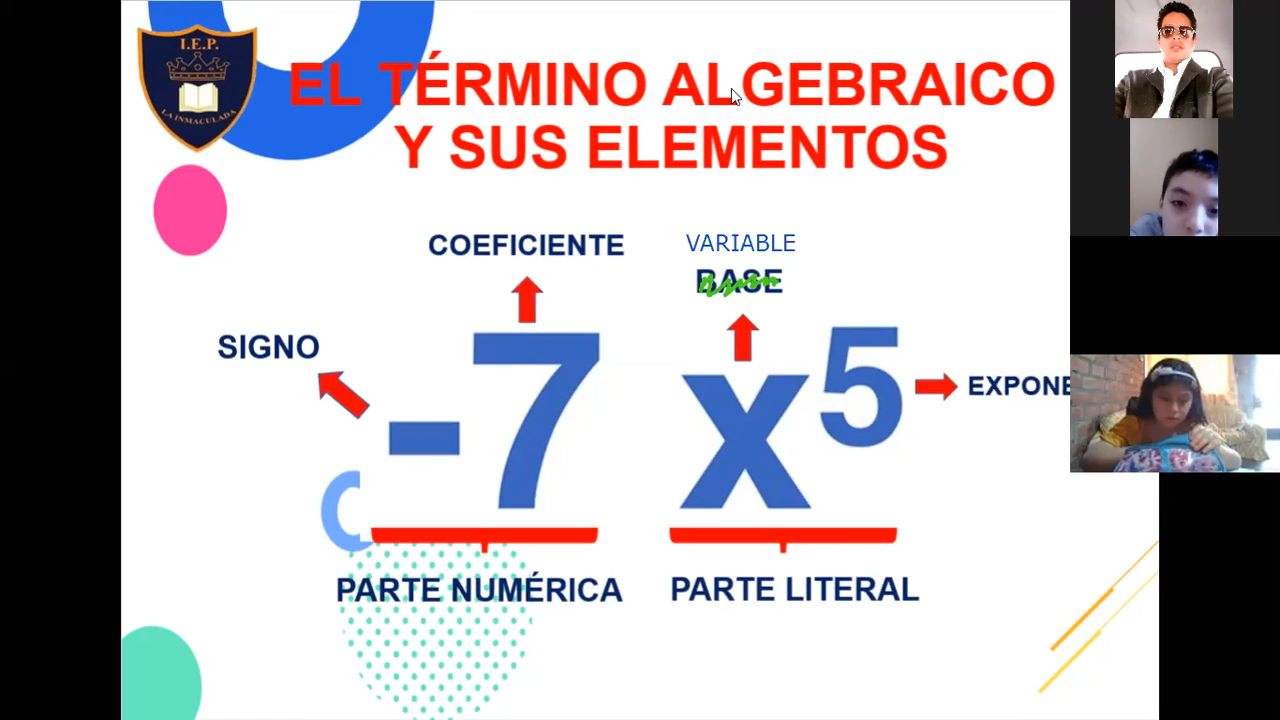 I.E.P.
LA INMACULADA
EL TÉRMINO ALGEBRAICO
Y SUS ELEMENTOS
COEFICIENTE
VARIABLE
BASE
SIGNO
-7 x⁵
EXPONE
PARTE NUMÉRICA
PARTE LITERAL